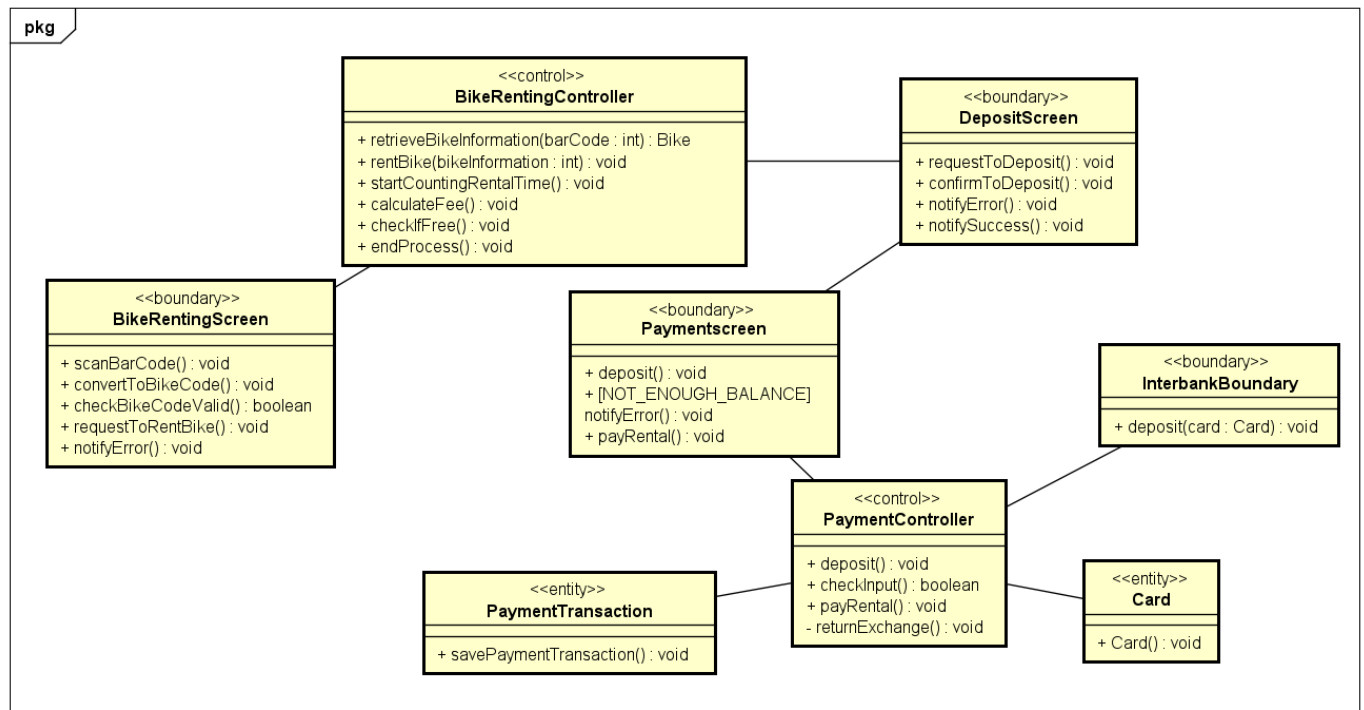 pkg
<<control>>
BikeRentingController
+ retrieveBikeInformation(barCode : int) : Bike
+ rentBike(bikeInformation : int) : void
+ startCountingRentalTime() : void
+ calculateFee() : void
+ checkIfFree() : void
+ endProcess() : void
<<boundary>>
DepositScreen
+ requestToDeposit() : void
+ confirmToDeposit() : void
+ notifyError() : void
+ notifySuccess() : void
<<boundary>>
BikeRentingScreen
+ scanBarCode() : void
+ convertToBikeCode() : void
+ checkBikeCodeValid() : boolean
+ requestToRentBike() : void
+ notifyError() : void
<<boundary>>
Paymentscreen
+ deposit() : void
+ [NOT_ENOUGH_BALANCE]
notifyError() : void
+ payRental() : void
<<boundary>>
InterbankBoundary
+ deposit(card : Card) : void
<<control>>
PaymentController
+ deposit() : void
+ checkInput() : boolean
+ payRental() : void
- returnExchange() : void
<<entity>>
PaymentTransaction
+ savePaymentTransaction() : void
<<entity>>
Card
+ Card() : void